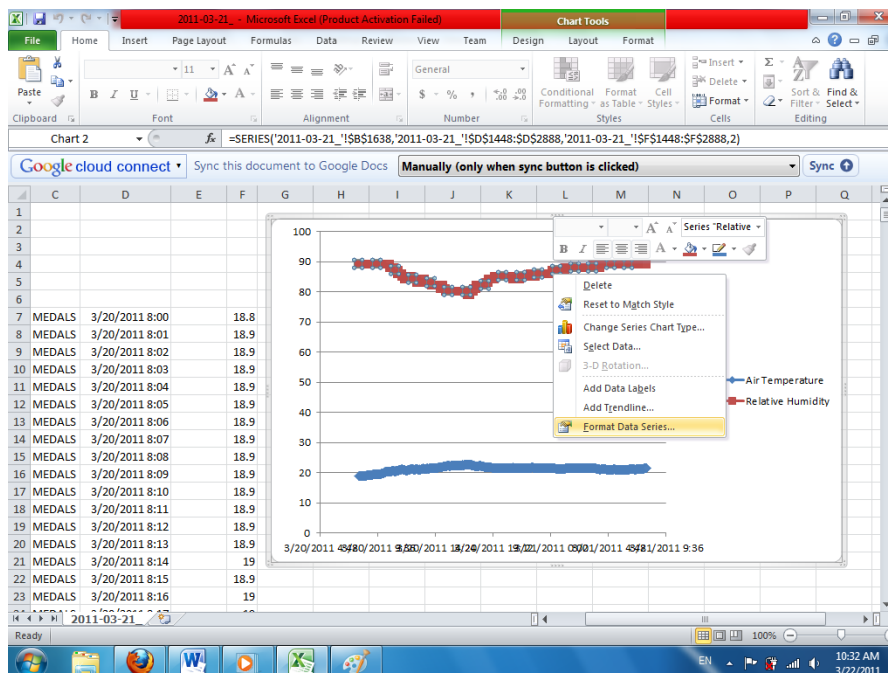 2011-03-21_ - Microsoft Excel (Product Activation Failed) Chart Tools
File Home Insert Page Layout Formulas Data Review View Team Design Layout Format
Paste
Clipboard
11
B I U
Font
Alignment
General
$ - % ,
Number
Conditional Formatting
Format as Table
Cell Styles
Styles
Insert
Delete
Format
Cells
Sort & Filter
Find & Select
Editing
Chart 2 fx =SERIES('2011-03-21_'!$B$1638,'2011-03-21_'!$D$1448:$D$2888,'2011-03-21_'!$F$1448:$F$2888,2)
Google cloud connect Sync this document to Google Docs Manually (only when sync button is clicked) Sync
C D E F G H I J K L M N O P Q
1
2
3
4
5
6
7 MEDALS 3/20/2011 8:00 18.8
8 MEDALS 3/20/2011 8:01 18.9
9 MEDALS 3/20/2011 8:02 18.9
10 MEDALS 3/20/2011 8:03 18.9
11 MEDALS 3/20/2011 8:04 18.9
12 MEDALS 3/20/2011 8:05 18.9
13 MEDALS 3/20/2011 8:06 18.9
14 MEDALS 3/20/2011 8:07 18.9
15 MEDALS 3/20/2011 8:08 18.9
16 MEDALS 3/20/2011 8:09 18.9
17 MEDALS 3/20/2011 8:10 18.9
18 MEDALS 3/20/2011 8:11 18.9
19 MEDALS 3/20/2011 8:12 18.9
20 MEDALS 3/20/2011 8:13 18.9
21 MEDALS 3/20/2011 8:14 19
22 MEDALS 3/20/2011 8:15 18.9
23 MEDALS 3/20/2011 8:16 19
100
90
80
70
60
50
40
30
20
10
0
3/20/2011
Air Temperature
Relative Humidity
Series "Relative
B I A
Delete
Reset to Match Style
Change Series Chart Type...
Select Data...
3-D Rotation...
Add Data Labels
Add Trendline...
Format Data Series...
2011-03-21_
Ready 100%
EN 10:32 AM
3/22/2011